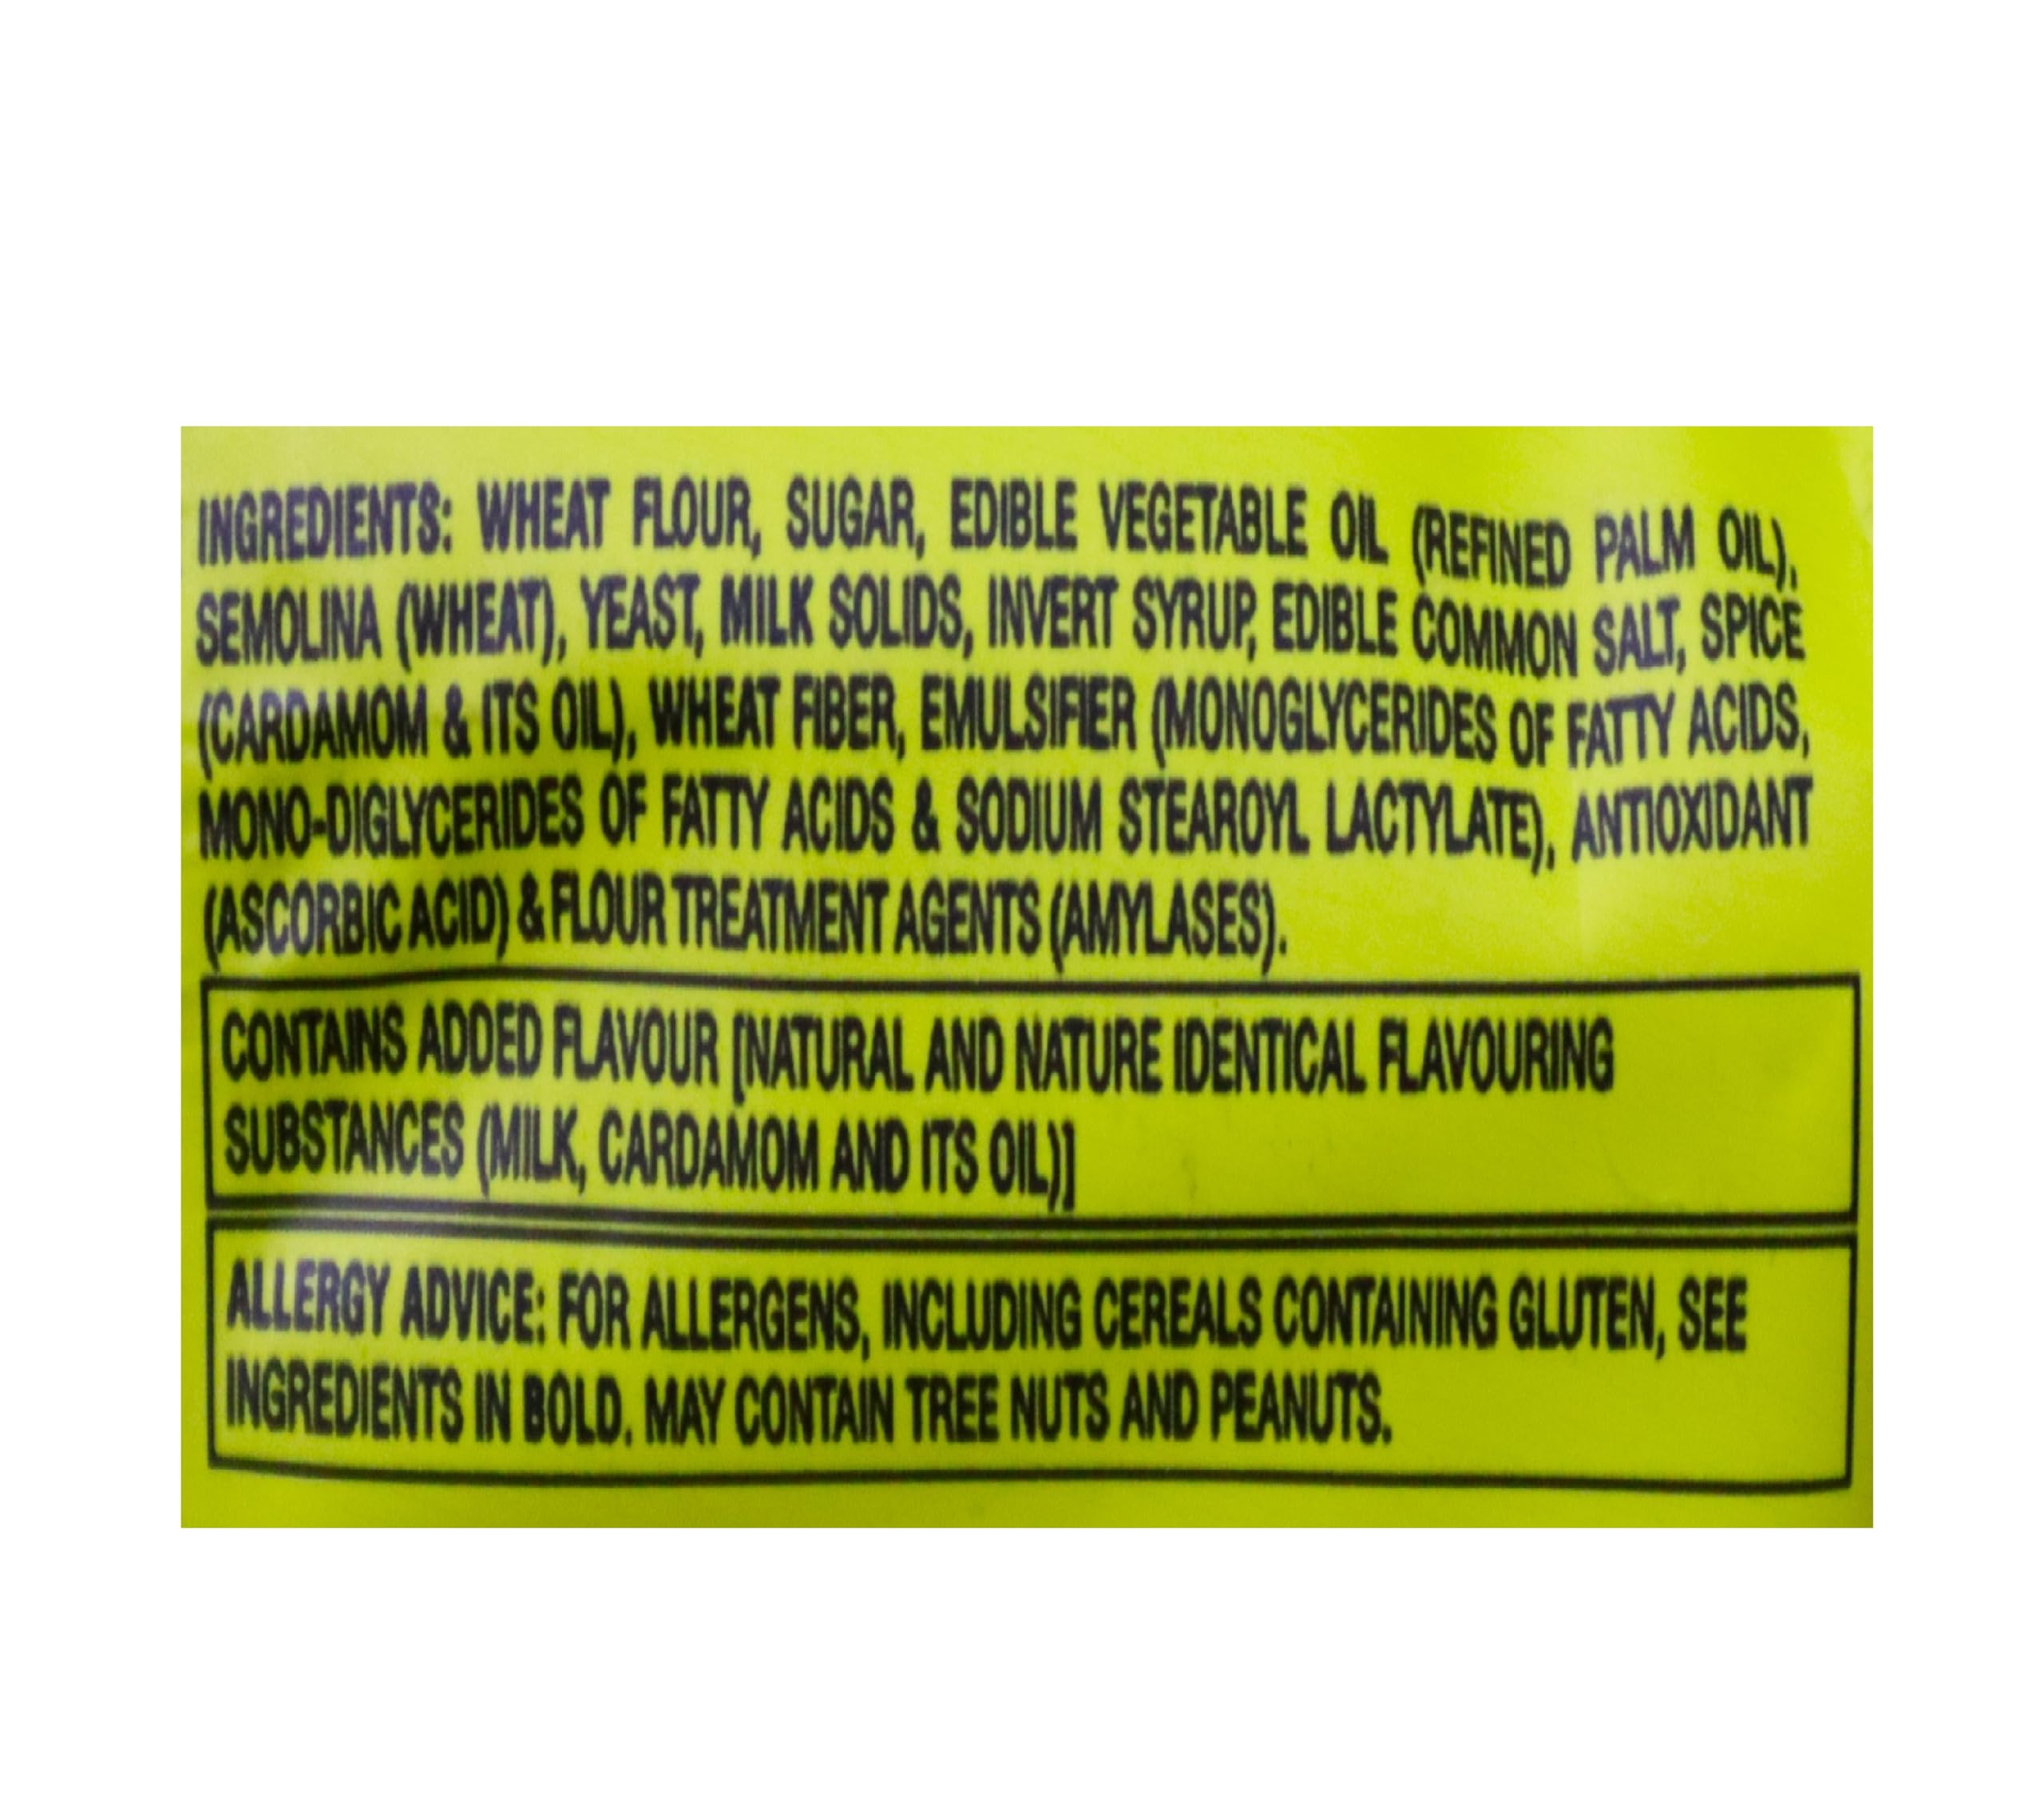 INGREDIENTS: WHEAT FLOUR, SUGAR, EDIBLE VEGETABLE OIL (REFINED PALM OIL),
SEMOLINA (WHEAT), YEAST, MILK SOLIDS, INVERT SYRUP, EDIBLE COMMON SALT, SPICE
(CARDAMOM & ITS OIL), WHEAT FIBER, EMULSIFIER (MONOGLYCERIDES OF FATTY ACIDS,
MONO-DIGLYCERIDES OF FATTY ACIDS & SODIUM STEAROYL LACTYLATE), ANTIOXIDANT
(ASCORBIC ACID) & FLOUR TREATMENT AGENTS (AMYLASES).
CONTAINS ADDED FLAVOUR [NATURAL AND NATURE IDENTICAL FLAVOURING
SUBSTANCES (MILK, CARDAMOM AND ITS OIL)]
ALLERGY ADVICE: FOR ALLERGENS, INCLUDING CEREALS CONTAINING GLUTEN, SEE
INGREDIENTS IN BOLD. MAY CONTAIN TREE NUTS AND PEANUTS.